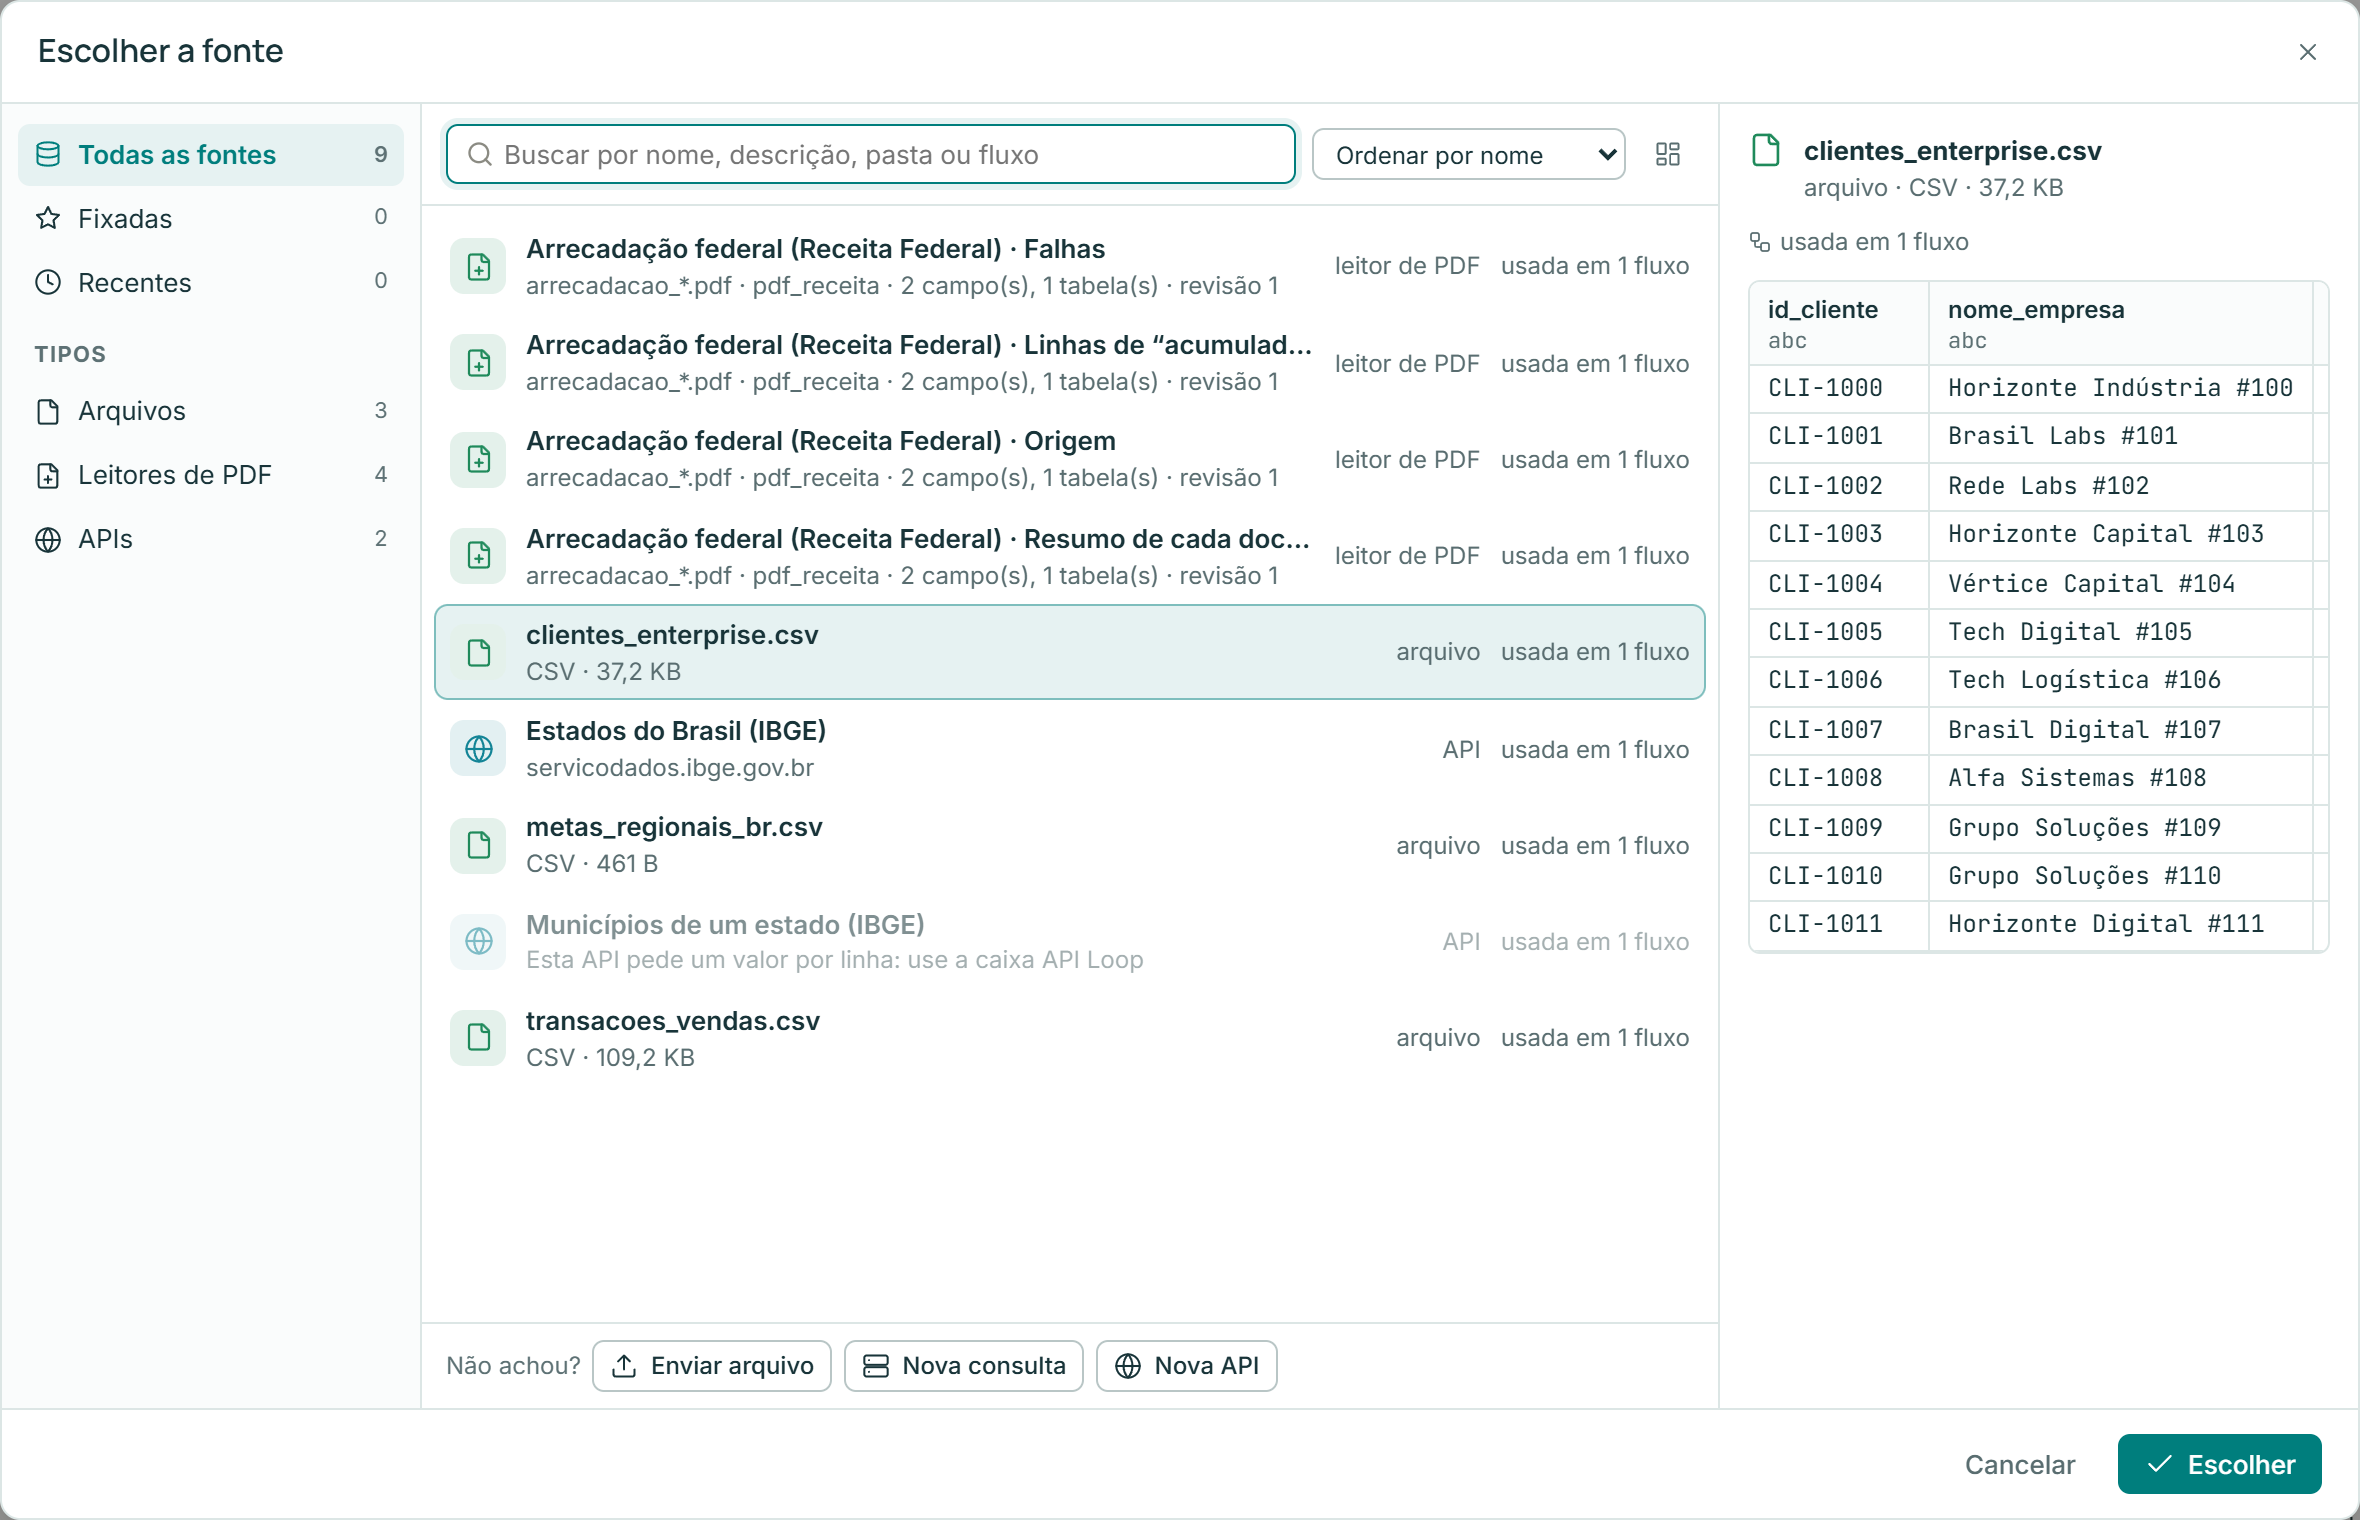 Escolher a fonte
Todas as fontes 9
Fixadas 0
Recentes 0
TIPOS
Arquivos 3
Leitores de PDF 4
APIs 2
Buscar por nome, descrição, pasta ou fluxo
Ordenar por nome
Arrecadação federal (Receita Federal) · Falhas
arrecadacao_*.pdf · pdf_receita · 2 campo(s), 1 tabela(s) · revisão 1
leitor de PDF usada em 1 fluxo
Arrecadação federal (Receita Federal) · Linhas de “acumulad...
arrecadacao_*.pdf · pdf_receita · 2 campo(s), 1 tabela(s) · revisão 1
leitor de PDF usada em 1 fluxo
Arrecadação federal (Receita Federal) · Origem
arrecadacao_*.pdf · pdf_receita · 2 campo(s), 1 tabela(s) · revisão 1
leitor de PDF usada em 1 fluxo
Arrecadação federal (Receita Federal) · Resumo de cada doc...
arrecadacao_*.pdf · pdf_receita · 2 campo(s), 1 tabela(s) · revisão 1
leitor de PDF usada em 1 fluxo
clientes_enterprise.csv
CSV · 37,2 KB
arquivo usada em 1 fluxo
Estados do Brasil (IBGE)
servicodados.ibge.gov.br
API usada em 1 fluxo
metas_regionais_br.csv
CSV · 461 B
arquivo usada em 1 fluxo
Municípios de um estado (IBGE)
Esta API pede um valor por linha: use a caixa API Loop
API usada em 1 fluxo
transacoes_vendas.csv
CSV · 109,2 KB
arquivo usada em 1 fluxo
Não achou? Enviar arquivo Nova consulta Nova API
clientes_enterprise.csv
arquivo · CSV · 37,2 KB
usada em 1 fluxo
id_cliente nome_empresa
abc abc
CLI-1000 Horizonte Indústria #100
CLI-1001 Brasil Labs #101
CLI-1002 Rede Labs #102
CLI-1003 Horizonte Capital #103
CLI-1004 Vértice Capital #104
CLI-1005 Tech Digital #105
CLI-1006 Tech Logística #106
CLI-1007 Brasil Digital #107
CLI-1008 Alfa Sistemas #108
CLI-1009 Grupo Soluções #109
CLI-1010 Grupo Soluções #110
CLI-1011 Horizonte Digital #111
Cancelar Escolher